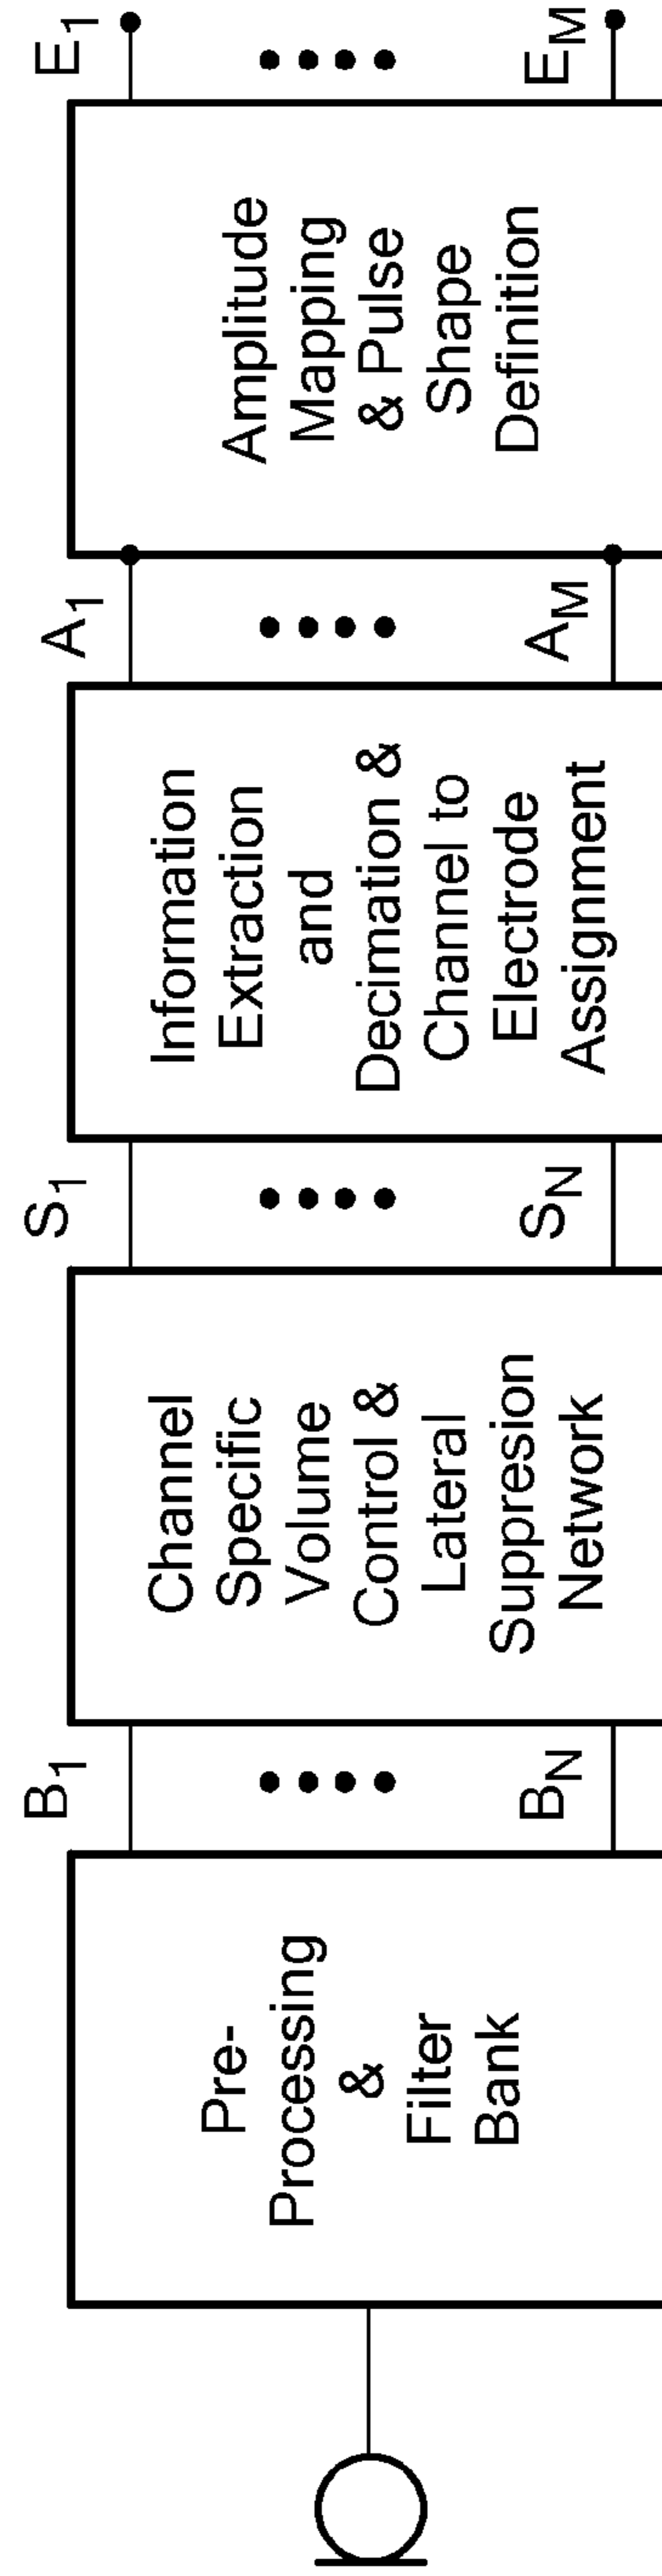 Pre-
Processing
&
Filter
Bank
B1
BN
Channel
Specific
Volume
Control &
Lateral
Suppresion
Network
S1
SN
Information
Extraction
and
Decimation &
Channel to
Electrode
Assignment
A1
AM
Amplitude
Mapping
& Pulse
Shape
Definition
E1
EM